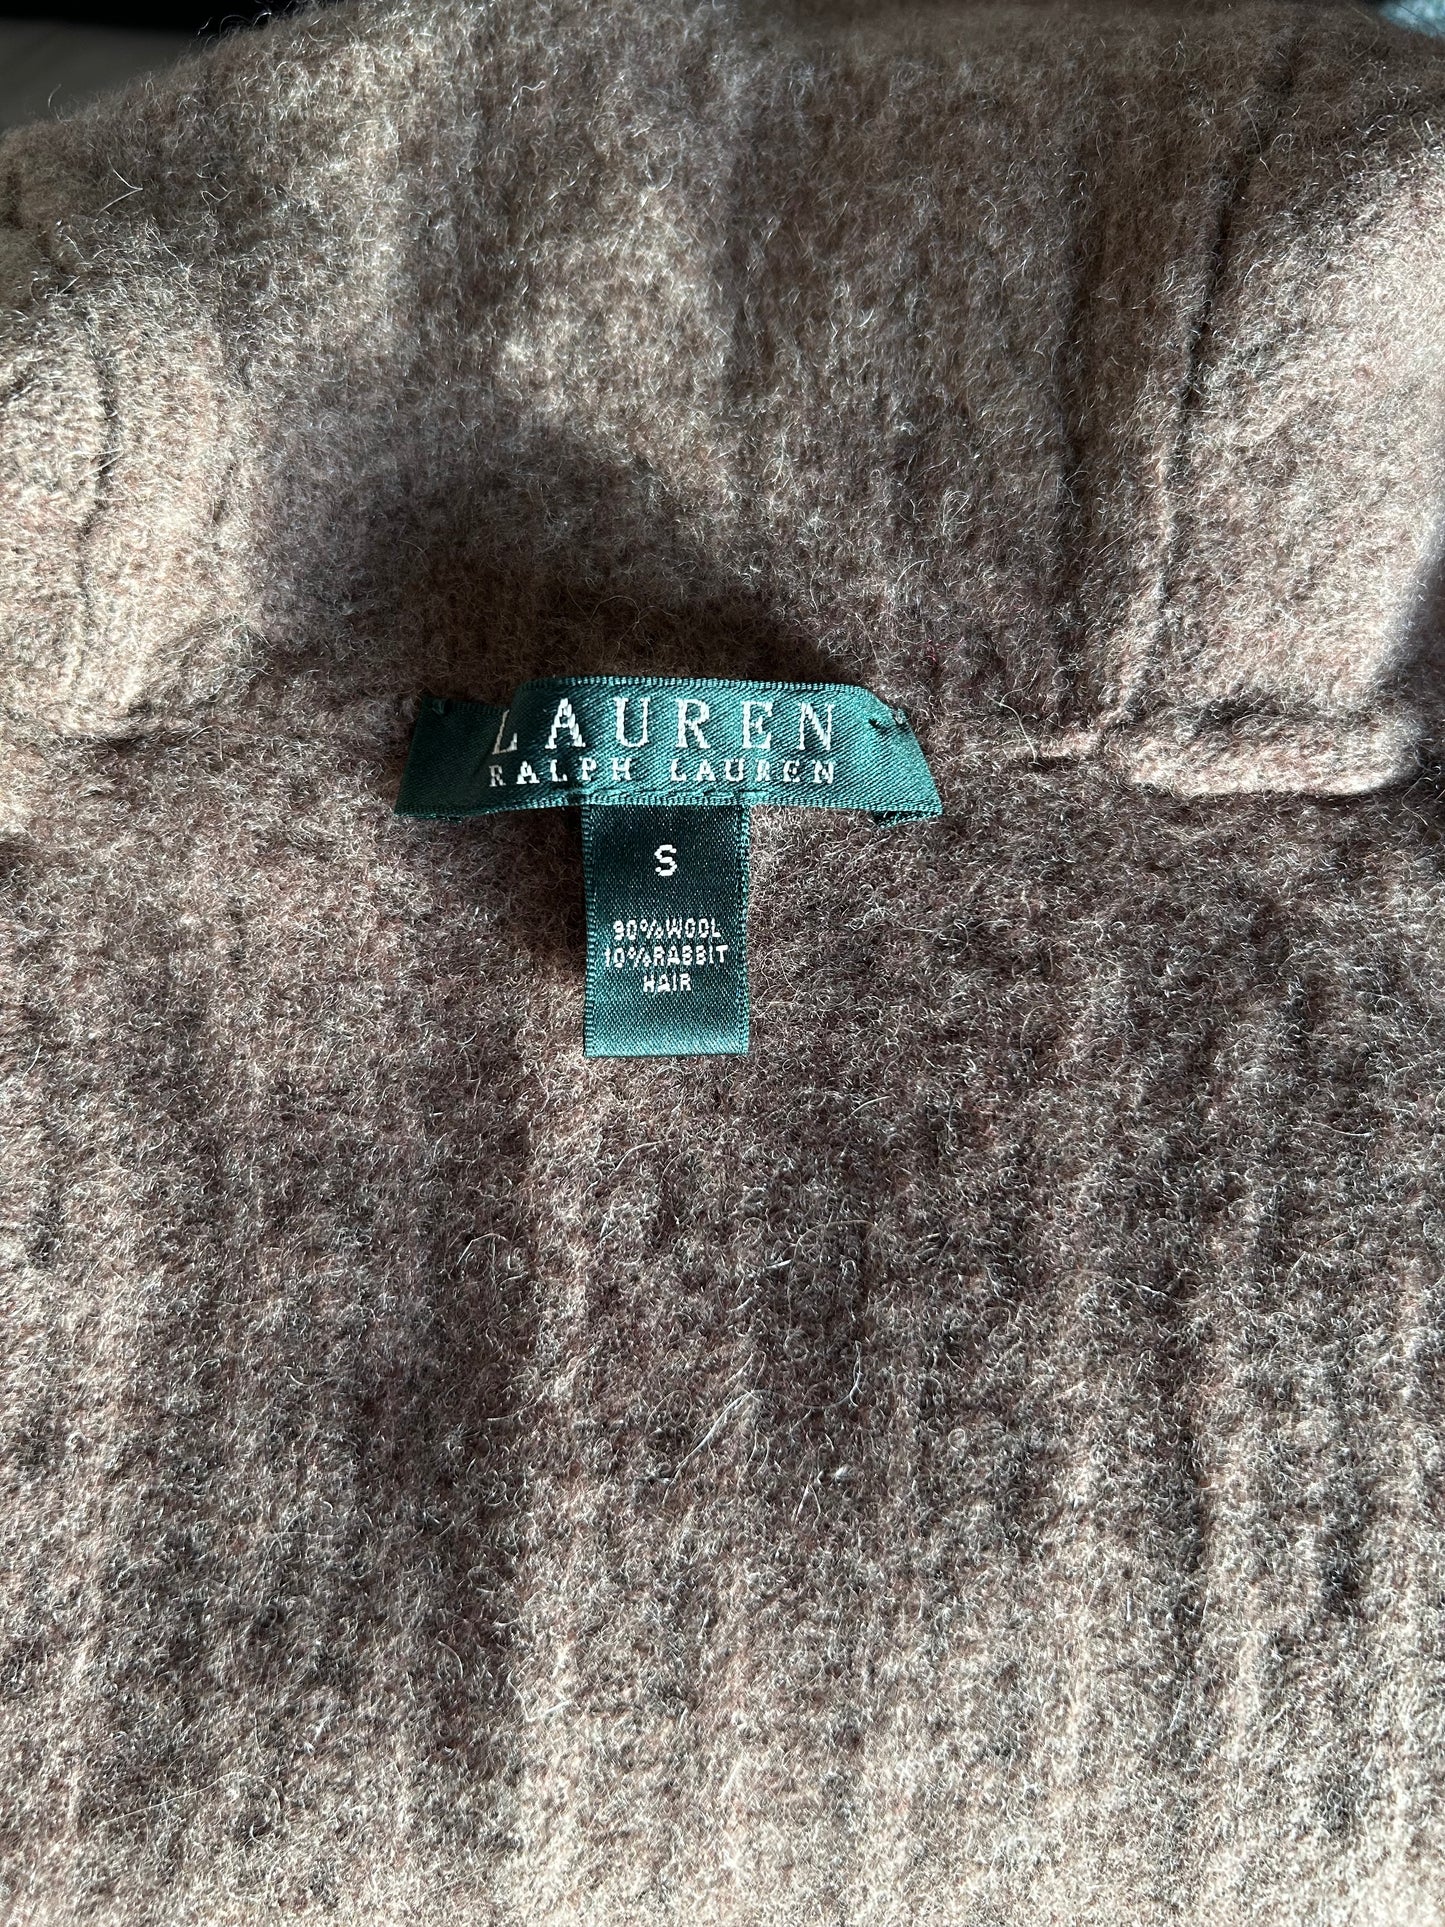 LAUREN
RALPH LAUREN
S
90%WOOL
10%RABBIT
HAIR